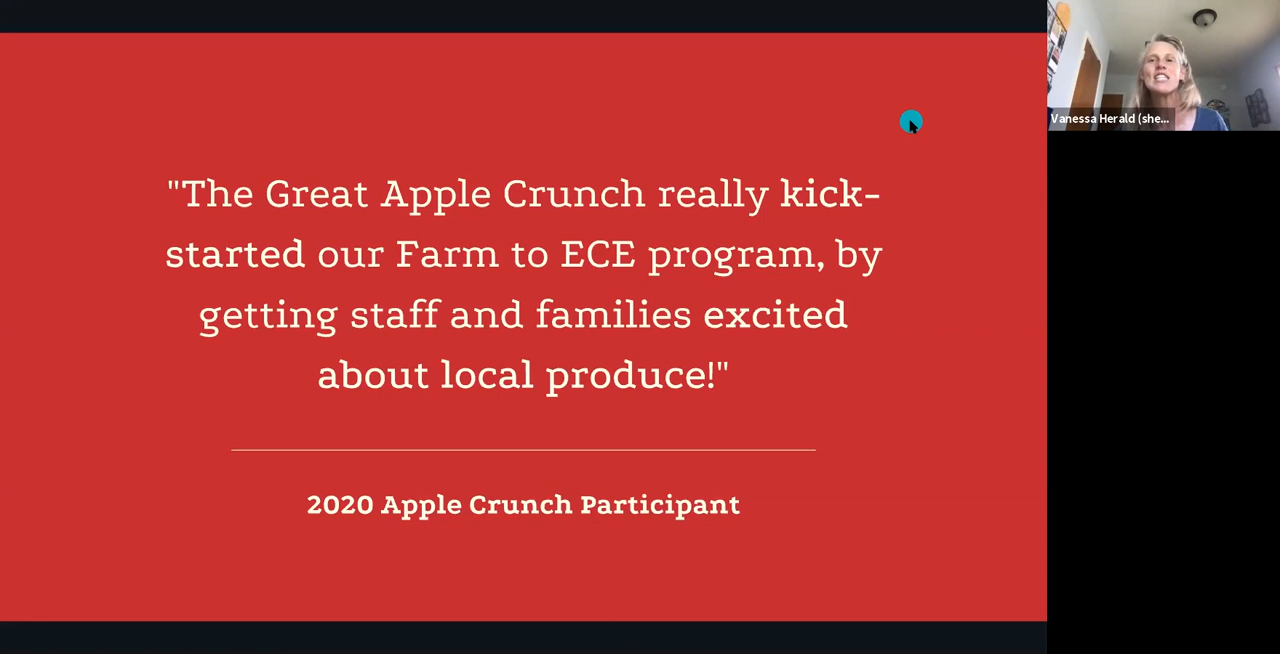 "The Great Apple Crunch really kick-
started our Farm to ECE program, by
getting staff and families excited
about local produce!"
2020 Apple Crunch Participant
Vanessa Herald (she...